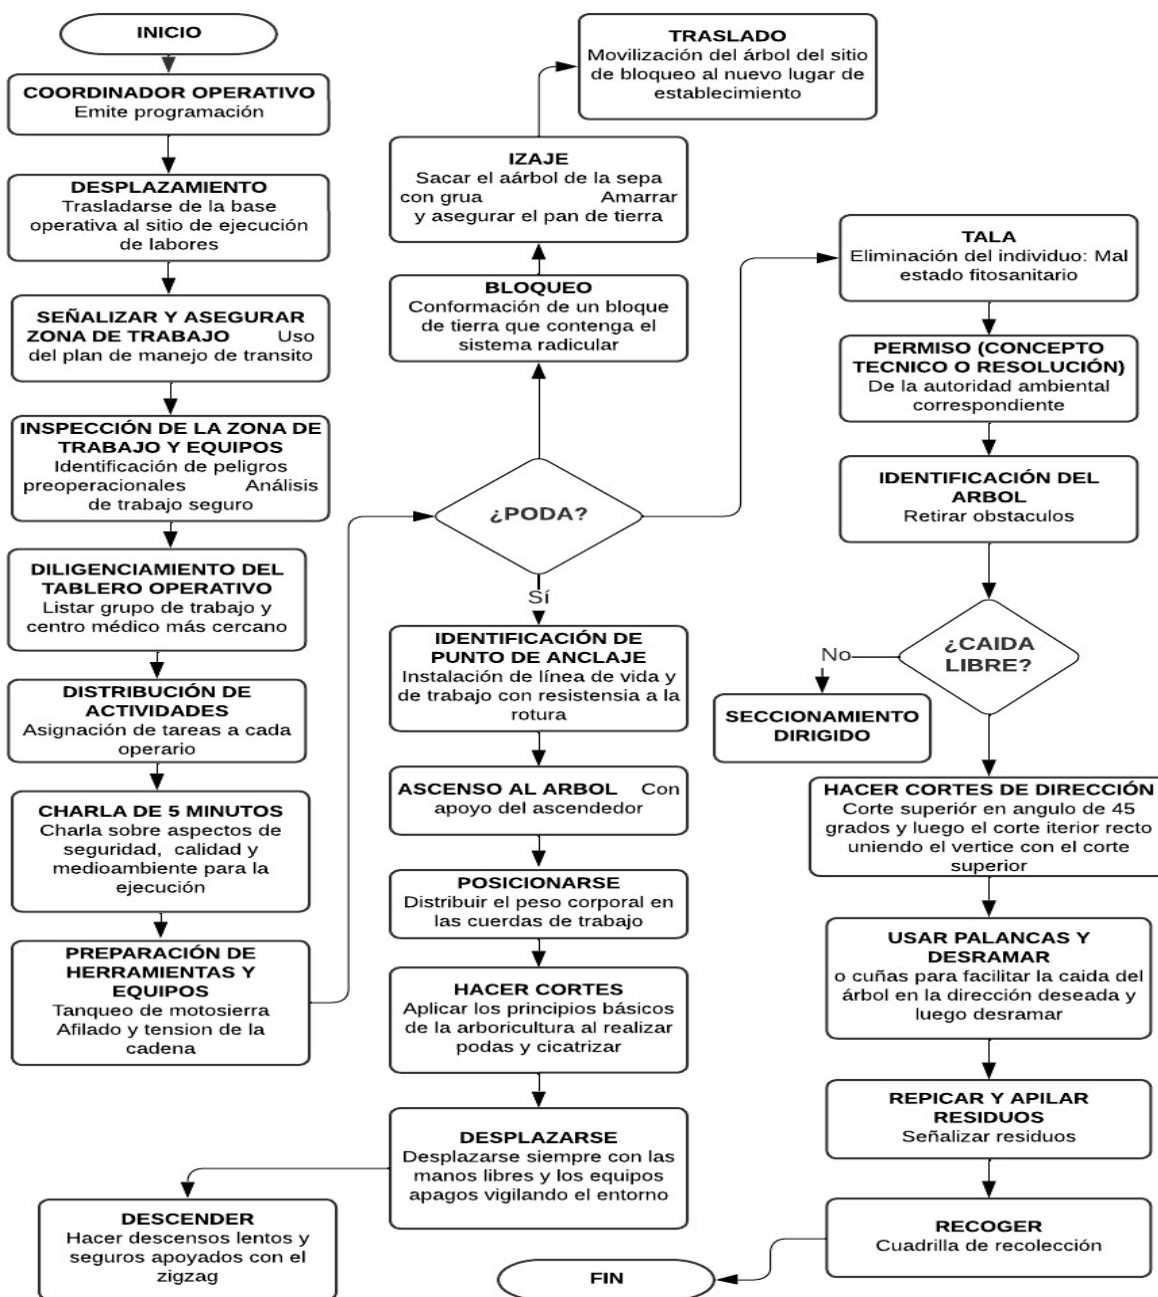 INICIO
COORDINADOR OPERATIVO
Emite programación
DESPLAZAMIENTO
Trasladarse de la base
operativa al sitio de ejecución
de labores
SEÑALIZAR Y ASEGURAR
ZONA DE TRABAJO Uso
del plan de manejo de transito
INSPECCIÓN DE LA ZONA DE
TRABAJO Y EQUIPOS
Identificación de peligros
preoperacionales Análisis
de trabajo seguro
DILIGENCIAMIENTO DEL
TABLERO OPERATIVO
Listar grupo de trabajo y
centro médico más cercano
DISTRIBUCIÓN DE
ACTIVIDADES
Asignación de tareas a cada
operario
CHARLA DE 5 MINUTOS
Charla sobre aspectos de
seguridad, calidad y
medioambiente para la
ejecución
PREPARACIÓN DE
HERRAMIENTAS Y
EQUIPOS
Tanqueo de motosierra
Afilado y tension de la
cadena
¿PODA?
BLOQUEO
Conformación de un bloque
de tierra que contenga el
sistema radicular
IZAJE
Sacar el aárbol de la sepa
con grua Amarrar
y asegurar el pan de tierra
TRASLADO
Movilización del árbol del sitio
de bloqueo al nuevo lugar de
establecimiento
Sí
IDENTIFICACIÓN DE
PUNTO DE ANCLAJE
Instalación de línea de vida y
de trabajo con resistensia a la
rotura
ASCENSO AL ARBOL Con
apoyo del ascendedor
POSICIONARSE
Distribuir el peso corporal en
las cuerdas de trabajo
HACER CORTES
Aplicar los principios básicos
de la arboricultura al realizar
podas y cicatrizar
DESPLAZARSE
Desplazarse siempre con las
manos libres y los equipos
apagos vigilando el entorno
DESCENDER
Hacer descensos lentos y
seguros apoyados con el
zigzag
TALA
Eliminación del individuo: Mal
estado fitosanitario
PERMISO (CONCEPTO
TECNICO O RESOLUCIÓN)
De la autoridad ambiental
correspondiente
IDENTIFICACIÓN DEL
ARBOL
Retirar obstaculos
¿CAIDA
LIBRE?
No
SECCIONAMIENTO
DIRIGIDO
HACER CORTES DE DIRECCIÓN
Corte superiór en angulo de 45
grados y luego el corte iterior recto
uniendo el vertice con el corte
superior
USAR PALANCAS Y
DESRAMAR
o cuñas para facilitar la caida del
árbol en la dirección deseada y
luego desramar
REPICAR Y APILAR
RESIDUOS
Señalizar residuos
RECOGER
Cuadrilla de recolección
FIN